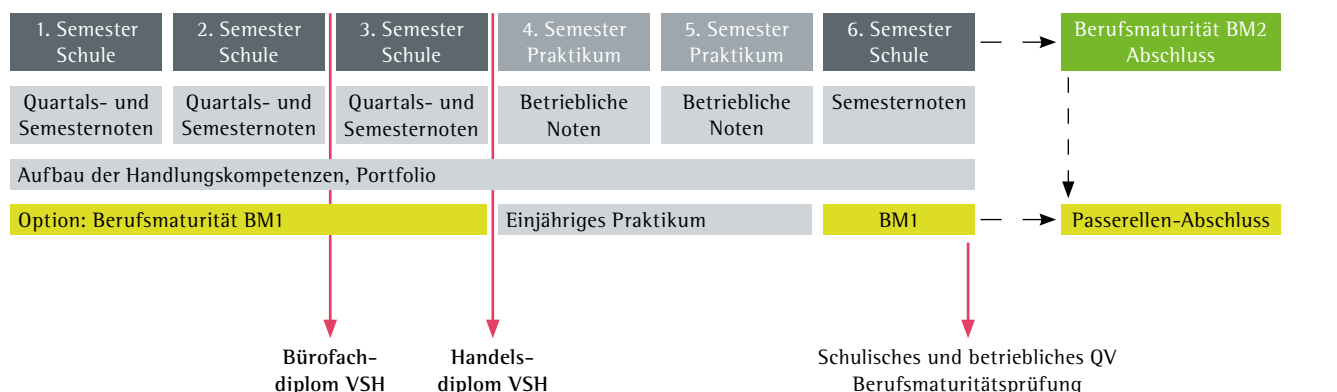 1. Semester
Schule
2. Semester
Schule
3. Semester
Schule
4. Semester
Praktikum
5. Semester
Praktikum
6. Semester
Schule
Berufsmaturität BM2
Abschluss
Quartals- und
Semesternoten
Quartals- und
Semesternoten
Quartals- und
Semesternoten
Betriebliche
Noten
Betriebliche
Noten
Semesternoten
Aufbau der Handlungskompetenzen, Portfolio
Option: Berufsmaturität BM1
Einjähriges Praktikum
BM1
Passerellen-Abschluss
Bürofach-
diplom VSH
Handels-
diplom VSH
Schulisches und betriebliches QV
Berufsmaturitätsprüfung